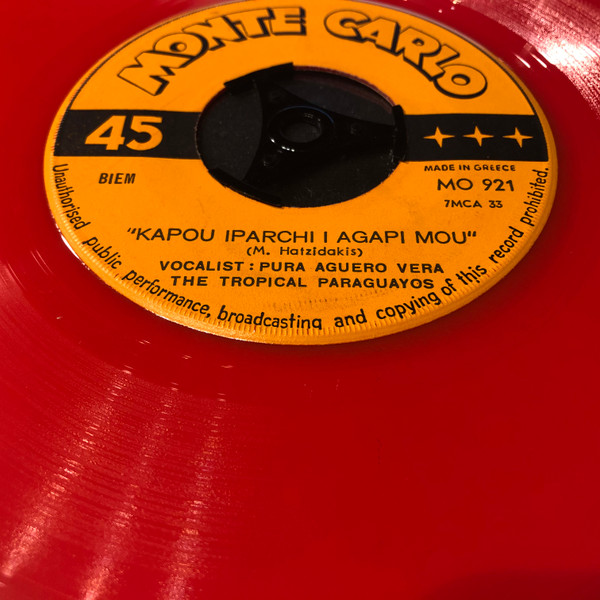 MONTE CARLO
45
BIEM
MADE IN GREECE
MO 921
7MCA 33
"KAPOU IPARCHI I AGAPI MOU"
(M. Hatzidakis)
VOCALIST : PURA AGUERO VERA
THE TROPICAL PARAGUAYOS
Unauthorised public performance, broadcasting and copying of this record prohibited.